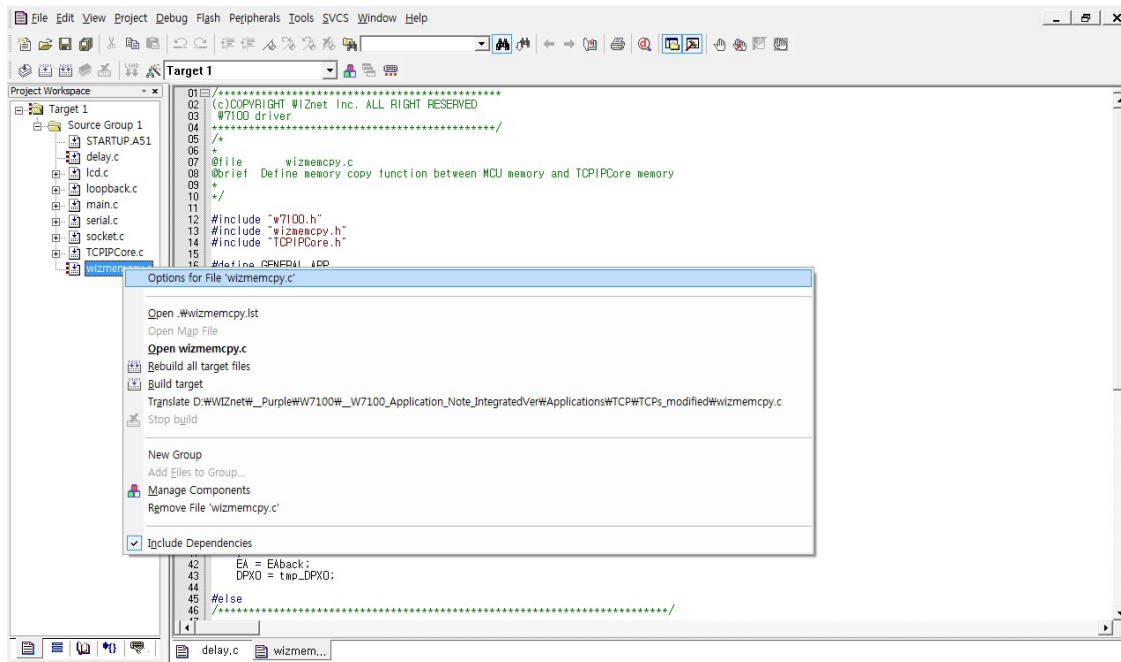 File Edit View Project Debug Flash Peripherals Tools SVCS Window Help
Target 1
Project Workspace
Target 1
Source Group 1
STARTUP.A51
delay.c
lcd.c
loopback.c
main.c
serial.c
socket.c
TCPIPCore.c
wizmemcpy.c
01 /***********************************************
02 (c)COPYRIGHT WIZnet Inc. ALL RIGHT RESERVED
03 W7100 driver
04 ***********************************************/
05 /*
06 *
07 @file wizmemcpy.c
08 @brief Define memory copy function between MCU memory and TCPIPCore memory
09 *
10 */
11
12 #include "w7100.h"
13 #include "wizmemcpy.h"
14 #include "TCPIPCore.h"
15
16 #define GENERAL_APP
Options for File 'wizmemcpy.c'
Open .₩wizmemcpy.lst
Open Map File
Open wizmemcpy.c
Rebuild all target files
Build target
Translate D:₩WIZnet₩__Purple₩W7100₩__W7100_Application_Note_IntegratedVer₩Applications₩TCP₩TCPs_modified₩wizmemcpy.c
Stop build
New Group
Add Files to Group...
Manage Components
Remove File 'wizmemcpy.c'
Include Dependencies
42 EA = EAback;
43 DPX0 = tmp_DPX0;
44
45 #else
46 /***************************************************************************/
delay.c wizmem...